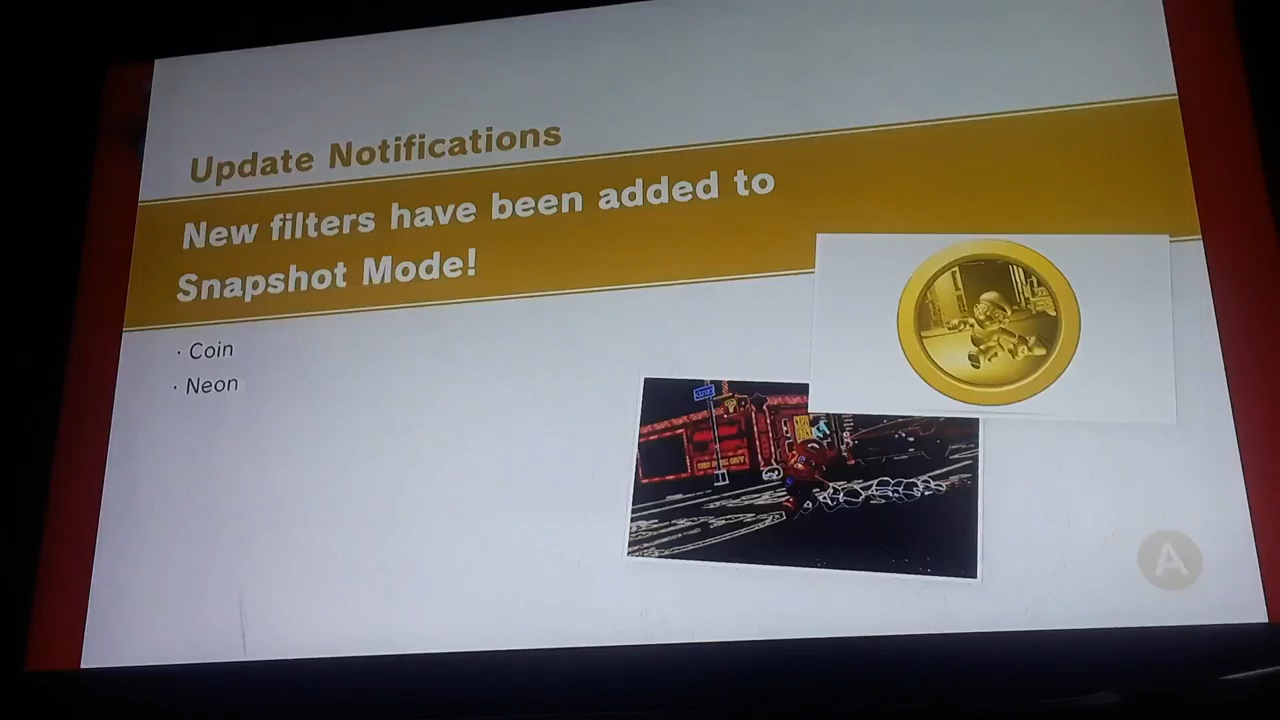 Update Notifications
New filters have been added to
Snapshot Mode!
· Coin
· Neon
A